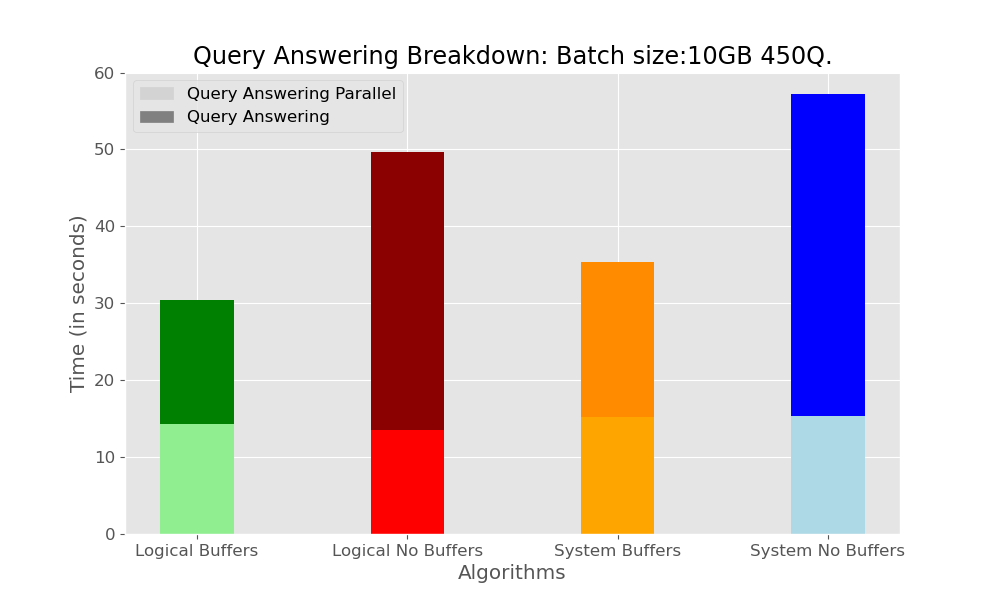 Query Answering Breakdown: Batch size:10GB 450Q.
Query Answering Parallel
Query Answering
Time (in seconds)
60
50
40
30
20
10
0
Logical Buffers
Logical No Buffers
System Buffers
System No Buffers
Algorithms